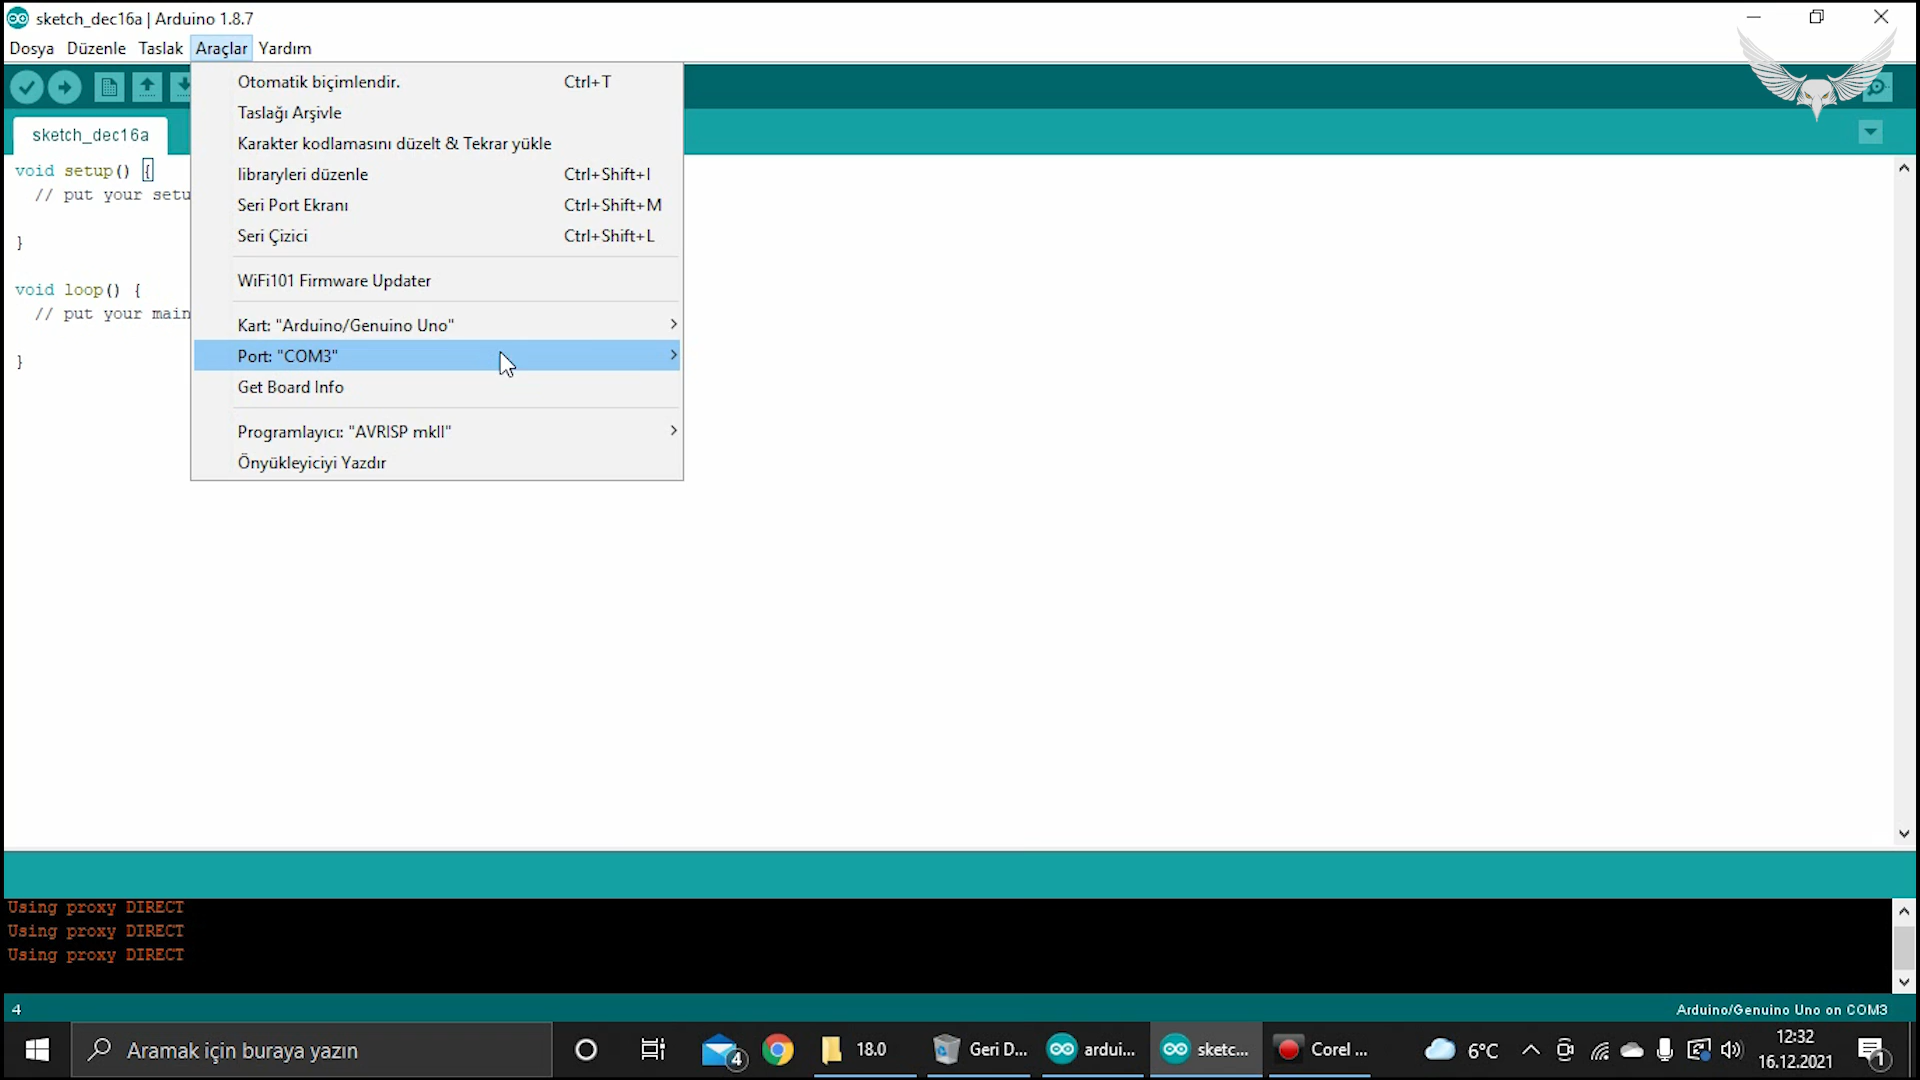 sketch_dec16a | Arduino 1.8.7
Dosya Düzenle Taslak Araçlar Yardım
Otomatik biçimlendir. Ctrl+T
Taslağı Arşivle
Karakter kodlamasını düzelt & Tekrar yükle
libraryleri düzenle Ctrl+Shift+I
Seri Port Ekranı Ctrl+Shift+M
Seri Çizici Ctrl+Shift+L
WiFi101 Firmware Updater
Kart: "Arduino/Genuino Uno"
Port: "COM3"
Get Board Info
Programlayıcı: "AVRISP mkII"
Önyükleyiciyi Yazdır
sketch_dec16a
void setup() {
// put your setu
}
void loop() {
// put your main
}
Using proxy DIRECT
Using proxy DIRECT
Using proxy DIRECT
4 Arduino/Genuino Uno on COM3
Aramak için buraya yazın 4 18.0 Geri D... ardui... sketc... Corel ... 6°C 12:32 1
16.12.2021